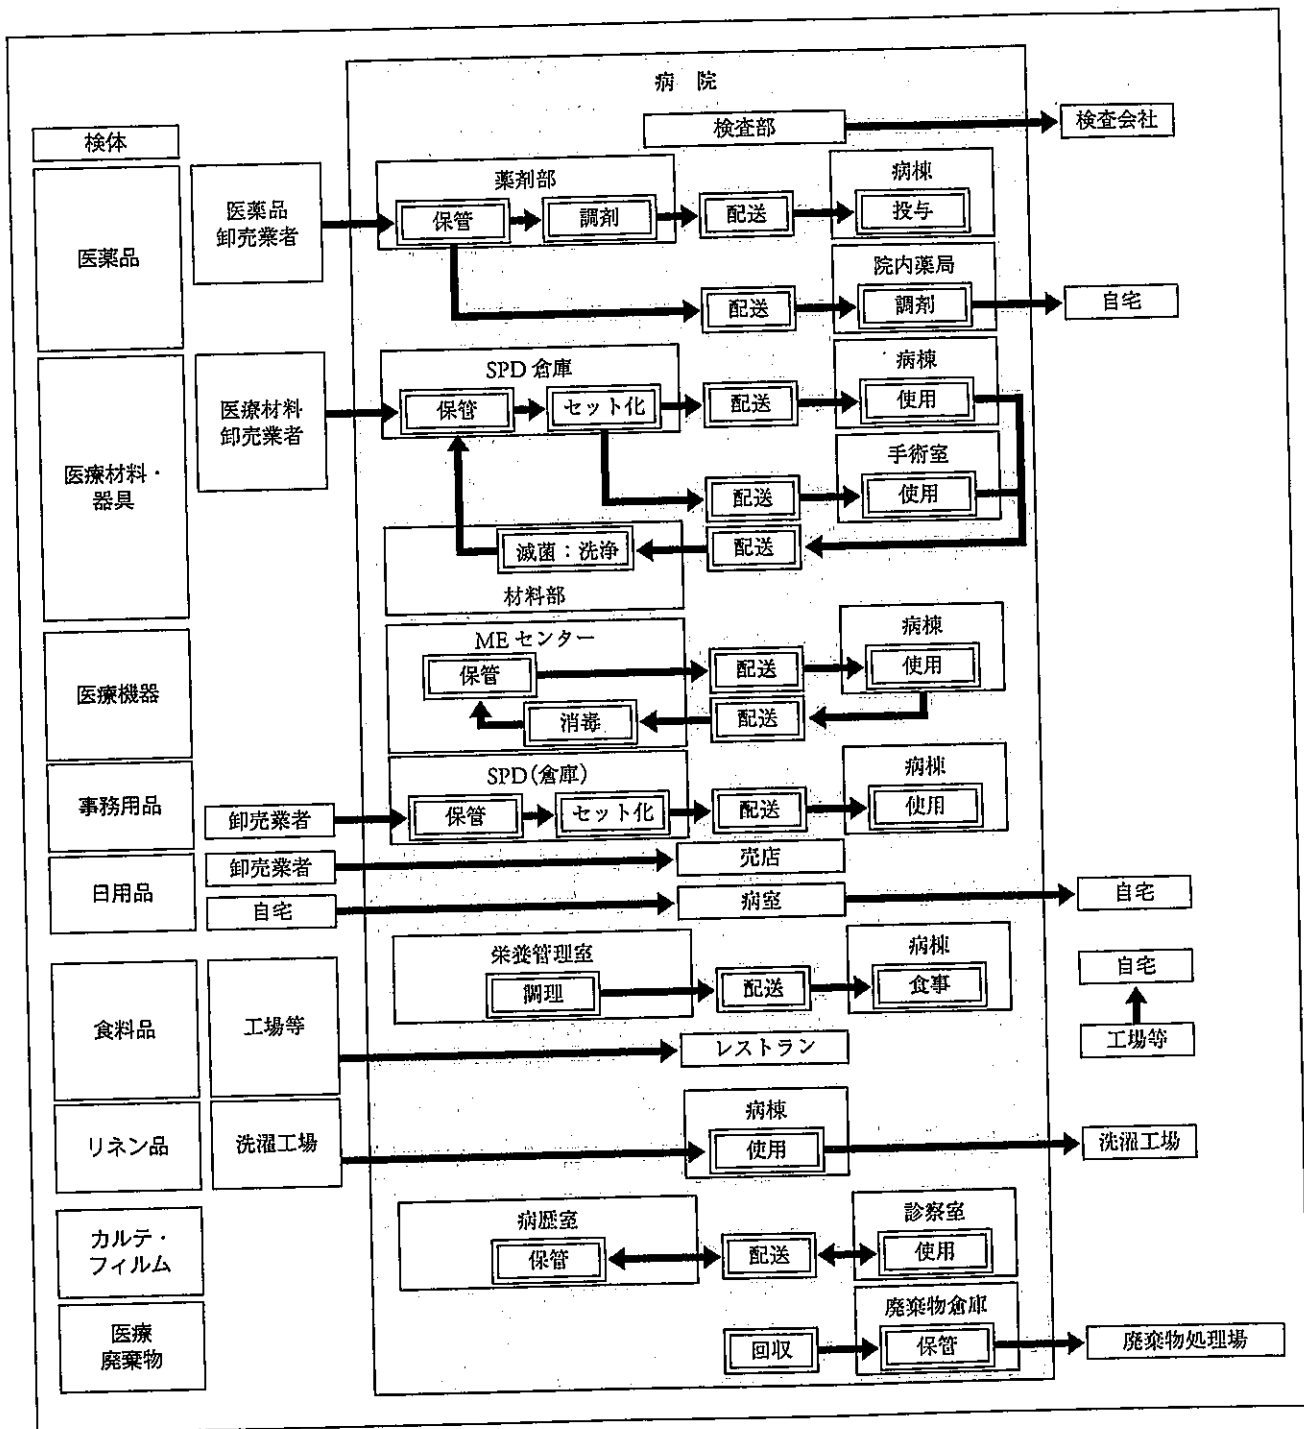 病院
検体
検査部
検査会社
医薬品
医薬品
卸売業者
薬剤部
保管
調剤
配送
病棟
投与
配送
院内薬局
調剤
自宅
医療材料・
器具
医療材料
卸売業者
SPD倉庫
保管
セット化
配送
病棟
使用
配送
手術室
使用
滅菌:洗浄
材料部
配送
医療機器
MEセンター
保管
配送
病棟
使用
消毒
配送
事務用品
卸売業者
SPD(倉庫)
保管
セット化
配送
病棟
使用
日用品
卸売業者
売店
自宅
病室
自宅
食料品
工場等
栄養管理室
調理
配送
病棟
食事
レストラン
自宅
工場等
リネン品
洗濯工場
病棟
使用
洗濯工場
カルテ・
フィルム
病歴室
保管
配送
診察室
使用
医療
廃棄物
回収
廃棄物倉庫
保管
廃棄物処理場